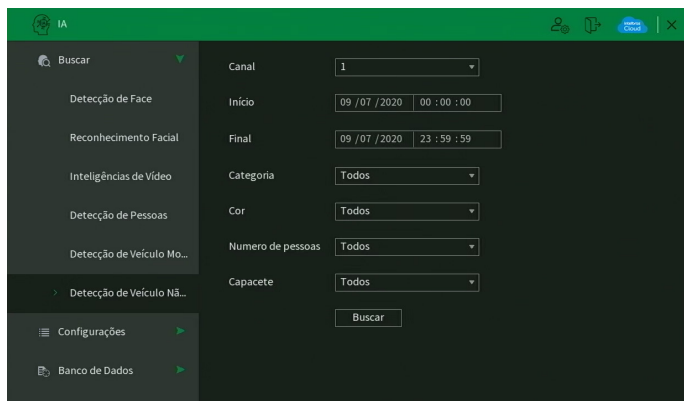 IA
intelbras
Cloud
Buscar
Detecção de Face
Reconhecimento Facial
Inteligências de Vídeo
Detecção de Pessoas
Detecção de Veículo Mo...
Detecção de Veículo Nã...
Configurações
Banco de Dados
Canal 1
Início 09 /07 /2020 00 : 00 : 00
Final 09 /07 /2020 23 : 59 : 59
Categoria Todos
Cor Todos
Numero de pessoas Todos
Capacete Todos
Buscar